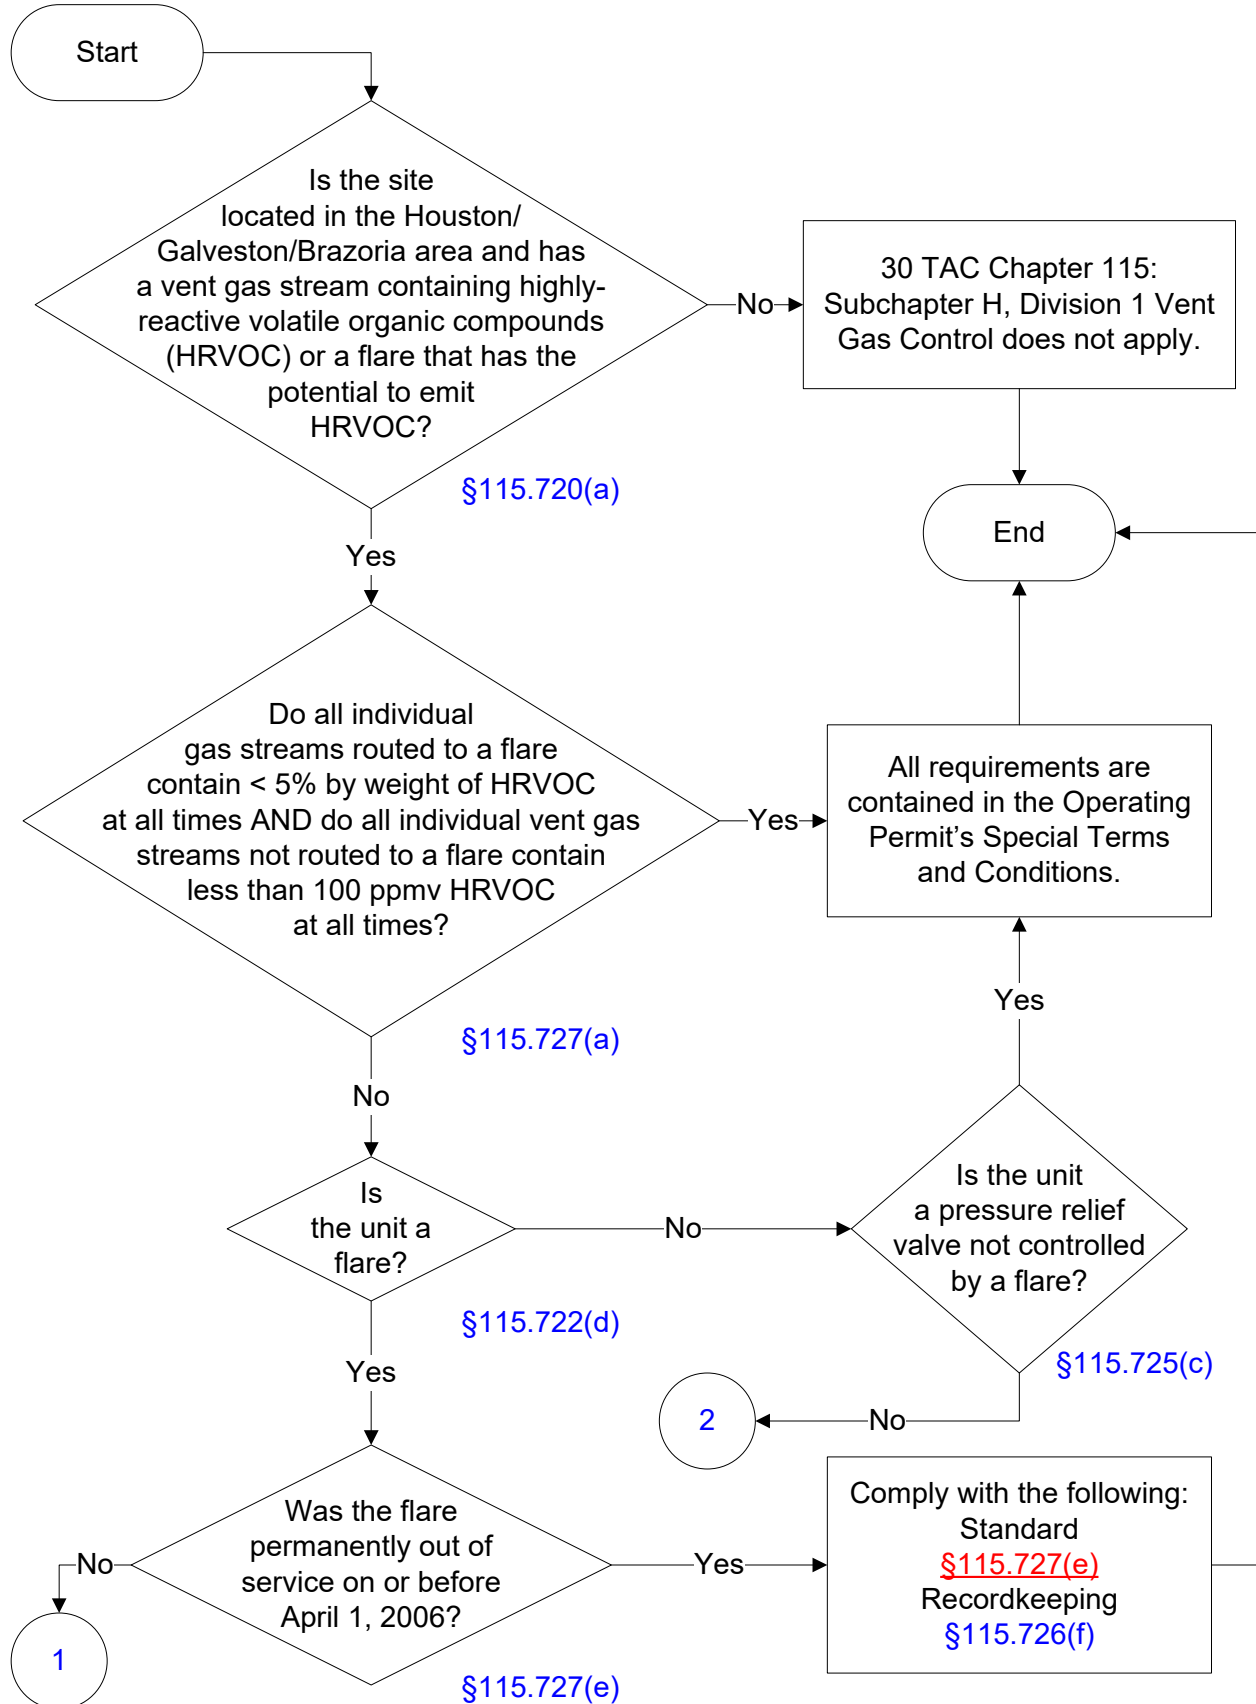 Start
Is the site
located in the Houston/
Galveston/Brazoria area and has
a vent gas stream containing highly-
reactive volatile organic compounds
(HRVOC) or a flare that has the
potential to emit
HRVOC?
§115.720(a)
No
30 TAC Chapter 115:
Subchapter H, Division 1 Vent
Gas Control does not apply.
End
Yes
Do all individual
gas streams routed to a flare
contain < 5% by weight of HRVOC
at all times AND do all individual vent gas
streams not routed to a flare contain
less than 100 ppmv HRVOC
at all times?
§115.727(a)
Yes
All requirements are
contained in the Operating
Permit's Special Terms
and Conditions.
Yes
No
Is
the unit a
flare?
§115.722(d)
No
Is the unit
a pressure relief
valve not controlled
by a flare?
§115.725(c)
No
2
Yes
Was the flare
permanently out of
service on or before
April 1, 2006?
§115.727(e)
No
1
Yes
Comply with the following:
Standard
§115.727(e)
Recordkeeping
§115.726(f)